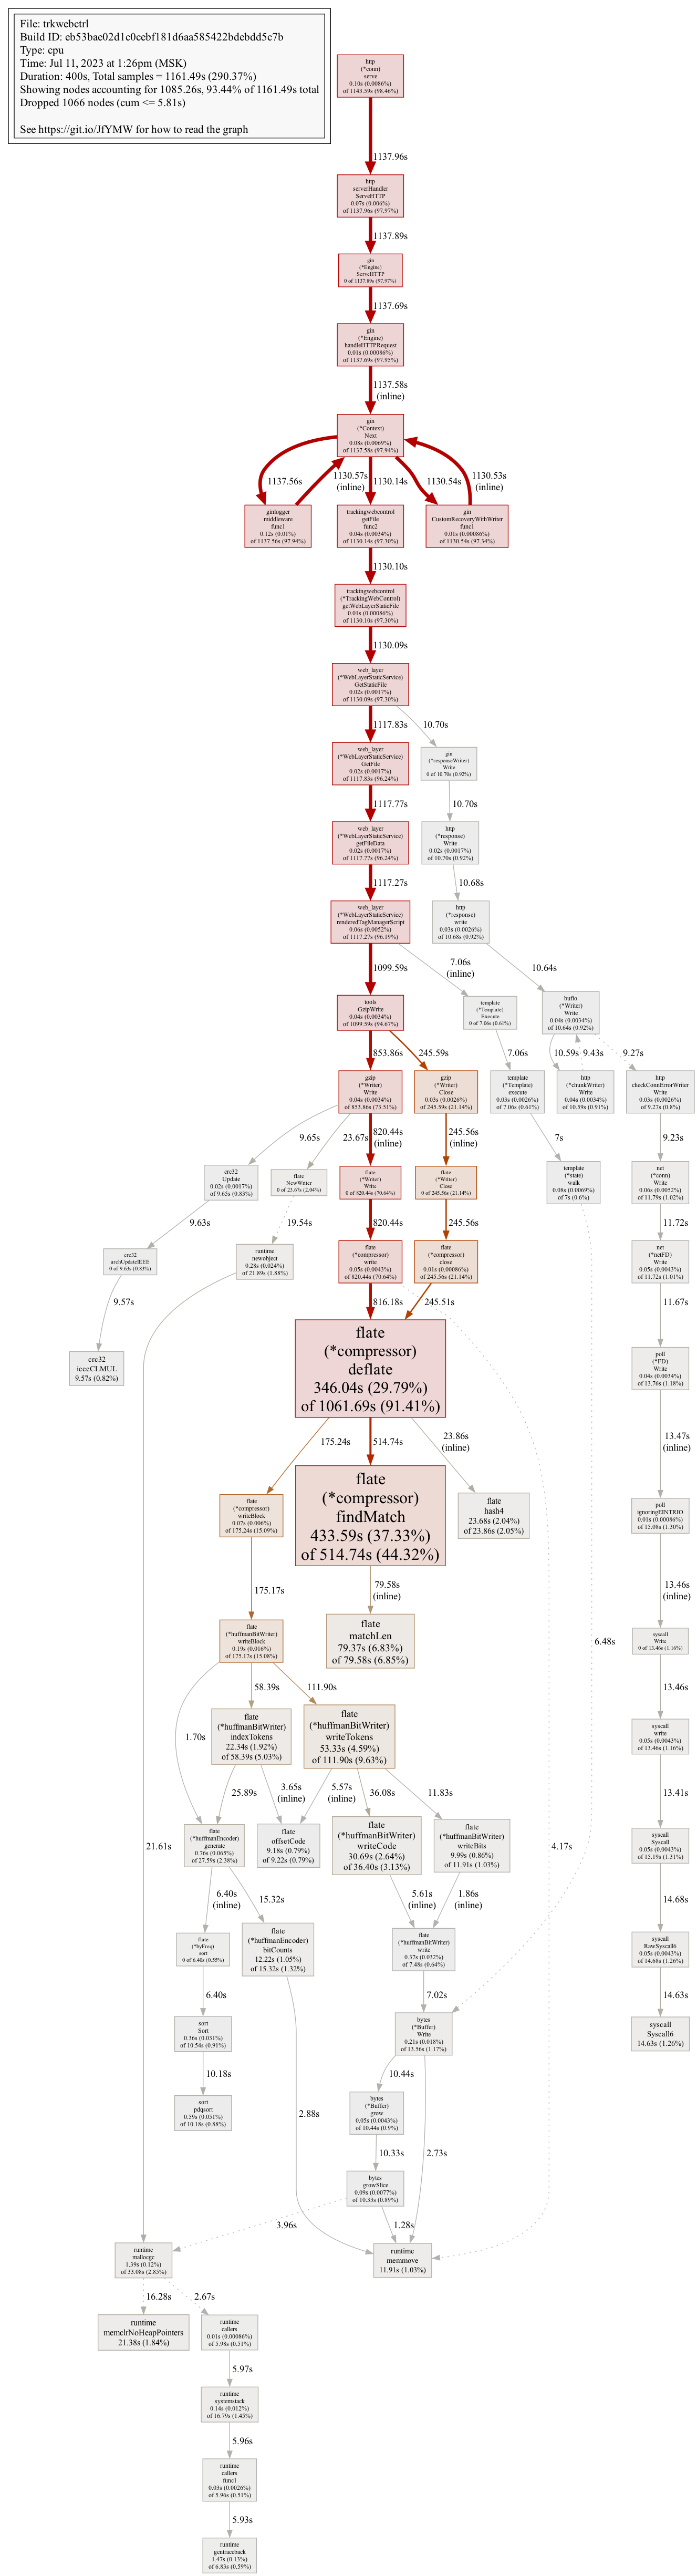 File: trkwebctrl
Build ID: eb53bae02d1c0cebf181d6aa585422bdebdd5c7b
Type: cpu
Time: Jul 11, 2023 at 1:26pm (MSK)
Duration: 400s, Total samples = 1161.49s (290.37%)
Showing nodes accounting for 1085.26s, 93.44% of 1161.49s total
Dropped 1066 nodes (cum <= 5.81s)
See https://git.io/JfYMW for how to read the graph
http
(*conn)
serve
0.10s (0.0086%)
of 1143.59s (98.46%)
1137.96s
http
serverHandler
ServeHTTP
0.07s (0.006%)
of 1137.96s (97.97%)
1137.89s
gin
(*Engine)
ServeHTTP
0 of 1137.89s (97.97%)
1137.69s
gin
(*Engine)
handleHTTPRequest
0.01s (0.00086%)
of 1137.69s (97.95%)
1137.58s
(inline)
gin
(*Context)
Next
0.08s (0.0069%)
of 1137.58s (97.94%)
1137.56s
1130.57s
(inline)
1130.14s
1130.54s
1130.53s
(inline)
ginlogger
middleware
func1
0.12s (0.01%)
of 1137.56s (97.94%)
trackingwebcontrol
getFile
func2
0.04s (0.0034%)
of 1130.14s (97.30%)
gin
CustomRecoveryWithWriter
func1
0.01s (0.00086%)
of 1130.54s (97.34%)
1130.10s
trackingwebcontrol
(*TrackingWebControl)
getWebLayerStaticFile
0.01s (0.00086%)
of 1130.10s (97.30%)
1130.09s
web_layer
(*WebLayerStaticService)
GetStaticFile
0.02s (0.0017%)
of 1130.09s (97.30%)
1117.83s
10.70s
web_layer
(*WebLayerStaticService)
GetFile
0.02s (0.0017%)
of 1117.83s (96.24%)
gin
(*responseWriter)
Write
0 of 10.70s (0.92%)
1117.77s
10.70s
web_layer
(*WebLayerStaticService)
getFileData
0.02s (0.0017%)
of 1117.77s (96.24%)
http
(*response)
Write
0.02s (0.0017%)
of 10.70s (0.92%)
1117.27s
10.68s
web_layer
(*WebLayerStaticService)
renderedTagManagerScript
0.06s (0.0052%)
of 1117.27s (96.19%)
http
(*response)
write
0.03s (0.0026%)
of 10.68s (0.92%)
1099.59s
7.06s
(inline)
10.64s
tools
GzipWrite
0.04s (0.0034%)
of 1099.59s (94.67%)
template
(*Template)
Execute
0 of 7.06s (0.61%)
bufio
(*Writer)
Write
0.04s (0.0034%)
of 10.64s (0.92%)
853.86s
245.59s
7.06s
10.59s
9.43s
9.27s
gzip
(*Writer)
Write
0.04s (0.0034%)
of 853.86s (73.51%)
gzip
(*Writer)
Close
0.03s (0.0026%)
of 245.59s (21.14%)
template
(*Template)
execute
0.03s (0.0026%)
of 7.06s (0.61%)
http
(*chunkWriter)
Write
0.04s (0.0034%)
of 10.59s (0.91%)
http
checkConnErrorWriter
Write
0.03s (0.0026%)
of 9.27s (0.8%)
9.65s
23.67s
820.44s
(inline)
245.56s
(inline)
7s
9.23s
crc32
Update
0.02s (0.0017%)
of 9.65s (0.83%)
flate
NewWriter
0 of 23.67s (2.04%)
flate
(*Writer)
Write
0 of 820.44s (70.64%)
flate
(*Writer)
Close
0 of 245.56s (21.14%)
template
(*state)
walk
0.08s (0.0069%)
of 7s (0.6%)
net
(*conn)
Write
0.06s (0.0052%)
of 11.79s (1.02%)
9.63s
19.54s
820.44s
245.56s
11.72s
crc32
archUpdateIEEE
0 of 9.63s (0.83%)
runtime
newobject
0.28s (0.024%)
of 21.89s (1.88%)
flate
(*compressor)
write
0.05s (0.0043%)
of 820.44s (70.64%)
flate
(*compressor)
close
0.01s (0.00086%)
of 245.56s (21.14%)
net
(*netFD)
Write
0.05s (0.0043%)
of 11.72s (1.01%)
9.57s
816.18s
245.51s
11.67s
crc32
ieeeCLMUL
9.57s (0.82%)
flate
(*compressor)
deflate
346.04s (29.79%)
of 1061.69s (91.41%)
poll
(*FD)
Write
0.04s (0.0034%)
of 13.76s (1.18%)
175.24s
514.74s
23.86s
(inline)
13.47s
(inline)
flate
(*compressor)
writeBlock
0.07s (0.006%)
of 175.24s (15.09%)
flate
(*compressor)
findMatch
433.59s (37.33%)
of 514.74s (44.32%)
flate
hash4
23.68s (2.04%)
of 23.86s (2.05%)
poll
ignoringEINTRIO
0.01s (0.00086%)
of 15.08s (1.30%)
175.17s
79.58s
(inline)
13.46s
(inline)
flate
(*huffmanBitWriter)
writeBlock
0.19s (0.016%)
of 175.17s (15.08%)
flate
matchLen
79.37s (6.83%)
of 79.58s (6.85%)
6.48s
syscall
Write
0 of 13.46s (1.16%)
58.39s
111.90s
13.46s
1.70s
flate
(*huffmanBitWriter)
indexTokens
22.34s (1.92%)
of 58.39s (5.03%)
flate
(*huffmanBitWriter)
writeTokens
53.33s (4.59%)
of 111.90s (9.63%)
syscall
write
0.05s (0.0043%)
of 13.46s (1.16%)
25.89s
3.65s
(inline)
5.57s
(inline)
36.08s
11.83s
13.41s
21.61s
flate
(*huffmanEncoder)
generate
0.76s (0.065%)
of 27.59s (2.38%)
flate
offsetCode
9.18s (0.79%)
of 9.22s (0.79%)
flate
(*huffmanBitWriter)
writeCode
30.69s (2.64%)
of 36.40s (3.13%)
flate
(*huffmanBitWriter)
writeBits
9.99s (0.86%)
of 11.91s (1.03%)
4.17s
syscall
Syscall
0.05s (0.0043%)
of 15.19s (1.31%)
6.40s
(inline)
15.32s
5.61s
(inline)
1.86s
(inline)
14.68s
flate
(*byFreq)
sort
0 of 6.40s (0.55%)
flate
(*huffmanEncoder)
bitCounts
12.22s (1.05%)
of 15.32s (1.32%)
flate
(*huffmanBitWriter)
write
0.37s (0.032%)
of 7.48s (0.64%)
syscall
RawSyscall6
0.05s (0.0043%)
of 14.68s (1.26%)
6.40s
7.02s
14.63s
sort
Sort
0.36s (0.031%)
of 10.54s (0.91%)
bytes
(*Buffer)
Write
0.21s (0.018%)
of 13.56s (1.17%)
syscall
Syscall6
14.63s (1.26%)
10.18s
10.44s
sort
pdqsort
0.59s (0.051%)
of 10.18s (0.88%)
bytes
(*Buffer)
grow
0.05s (0.0043%)
of 10.44s (0.9%)
2.88s
10.33s
2.73s
bytes
growSlice
0.09s (0.0077%)
of 10.33s (0.89%)
3.96s
1.28s
runtime
mallocgc
1.39s (0.12%)
of 33.08s (2.85%)
runtime
memmove
11.91s (1.03%)
16.28s
2.67s
runtime
memclrNoHeapPointers
21.38s (1.84%)
runtime
callers
0.01s (0.00086%)
of 5.98s (0.51%)
5.97s
runtime
systemstack
0.14s (0.012%)
of 16.79s (1.45%)
5.96s
runtime
callers
func1
0.03s (0.0026%)
of 5.96s (0.51%)
5.93s
runtime
gentraceback
1.47s (0.13%)
of 6.83s (0.59%)